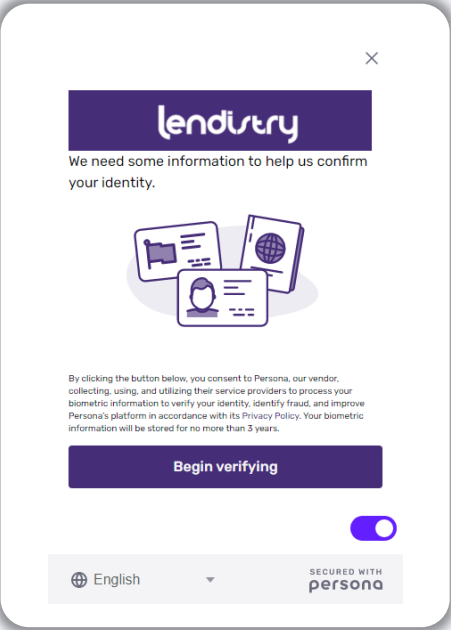 lendistry
We need some information to help us confirm
your identity.
By clicking the button below, you consent to Persona, our vendor,
collecting, using, and utilizing their service providers to process your
biometric information to verify your identity, identify fraud, and improve
Persona's platform in accordance with its Privacy Policy. Your biometric
information will be stored for no more than 3 years.
Begin verifying
English
SECURED WITH
persona